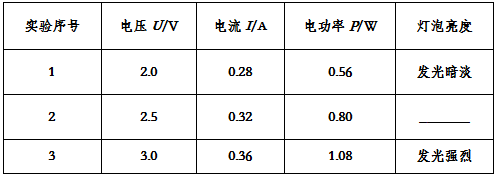 实验序号 电压 U/V 电流 I/A 电功率 P/W 灯泡亮度
1 2.0 0.28 0.56 发光暗淡
2 2.5 0.32 0.80 ______
3 3.0 0.36 1.08 发光强烈